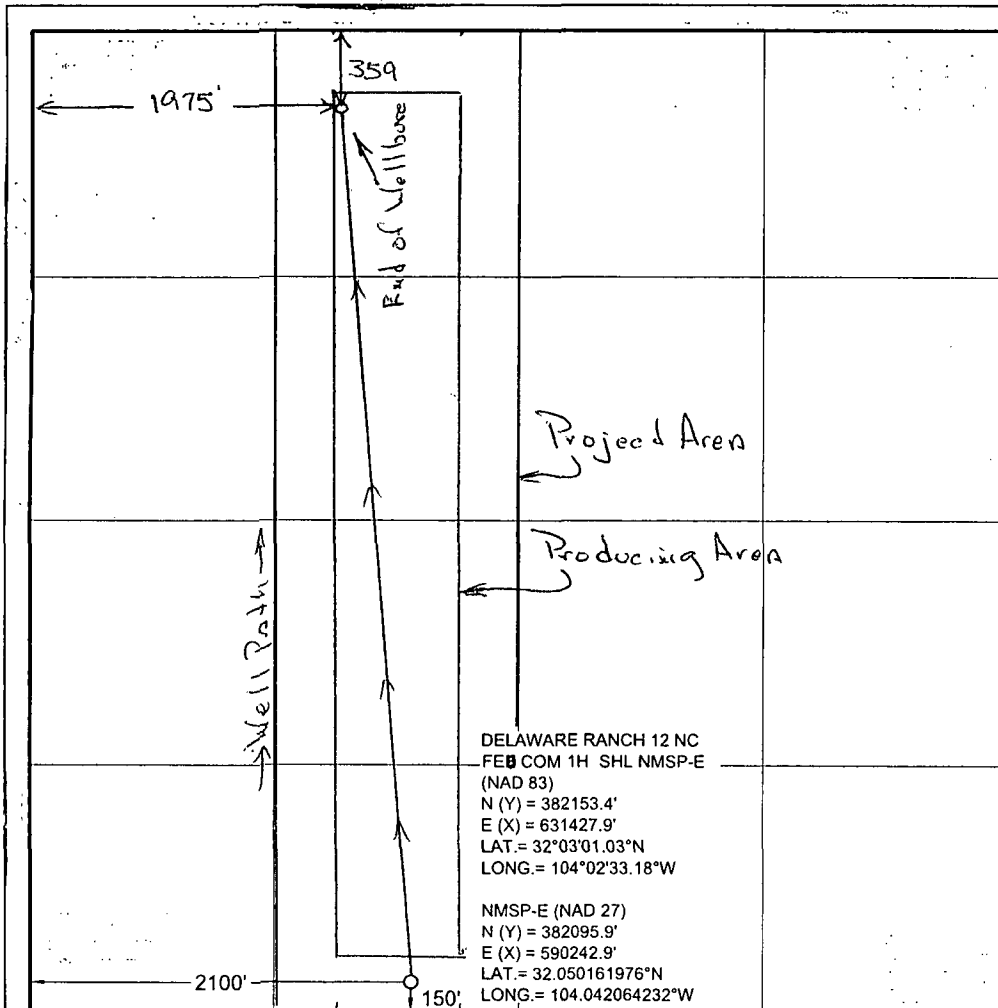 359
1975'
End of Wellbore
Project Area
Producing Area
Well Path
DELAWARE RANCH 12 NC
FED COM 1H SHL NMSP-E
(NAD 83)
N (Y) = 382153.4'
E (X) = 631427.9'
LAT.= 32°03'01.03"N
LONG.= 104°02'33.18"W
NMSP-E (NAD 27)
N (Y) = 382095.9'
E (X) = 590242.9'
LAT.= 32.050161976°N
LONG.= 104.042064232°W
2100'
150'